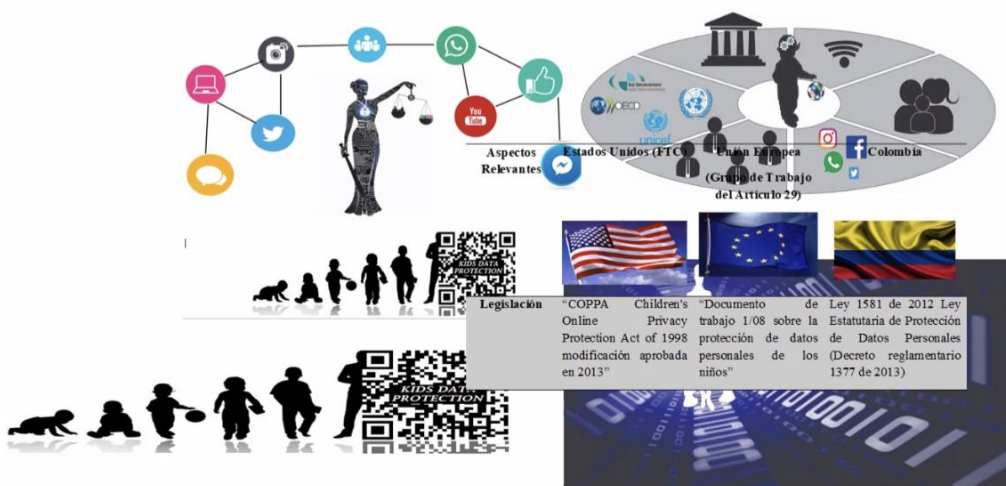 You
Tube
OECD
unicef
Aspectos
Relevantes
Estados Unidos (FTC)
Unión Europea
(Grupo de Trabajo
del Artículo 29)
Colombia
KIDS DATA
PROTECTION
Legislación
“COPPA Children's
Online Privacy
Protection Act of 1998
modificación aprobada
en 2013”
“Documento de
trabajo 1/08 sobre la
protección de datos
personales de los
niños”
Ley 1581 de 2012 Ley
Estatutaria de Protección
de Datos Personales
(Decreto reglamentario
1377 de 2013)
KIDS DATA
PROTECTION